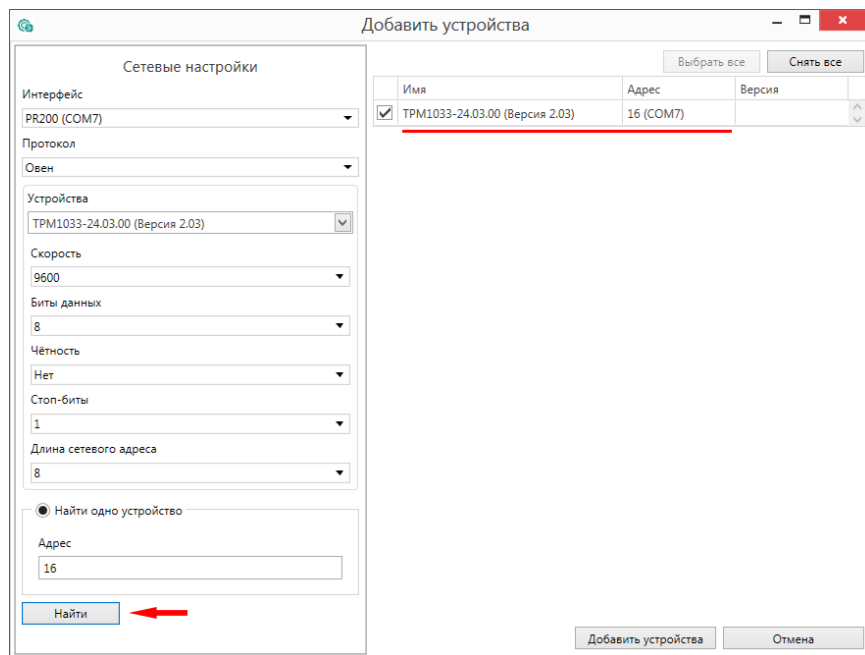 Добавить устройства
Сетевые настройки
Интерфейс
PR200 (COM7)
Протокол
Овен
Устройства
ТРМ1033-24.03.00 (Версия 2.03)
Скорость
9600
Биты данных
8
Чётность
Нет
Стоп-биты
1
Длина сетевого адреса
8
Найти одно устройство
Адрес
16
Найти
Выбрать все Снять все
Имя Адрес Версия
ТРМ1033-24.03.00 (Версия 2.03) 16 (COM7)
Добавить устройства Отмена